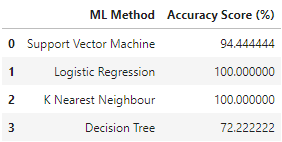 ML Method Accuracy Score (%)
0 Support Vector Machine 94.444444
1 Logistic Regression 100.000000
2 K Nearest Neighbour 100.000000
3 Decision Tree 72.222222